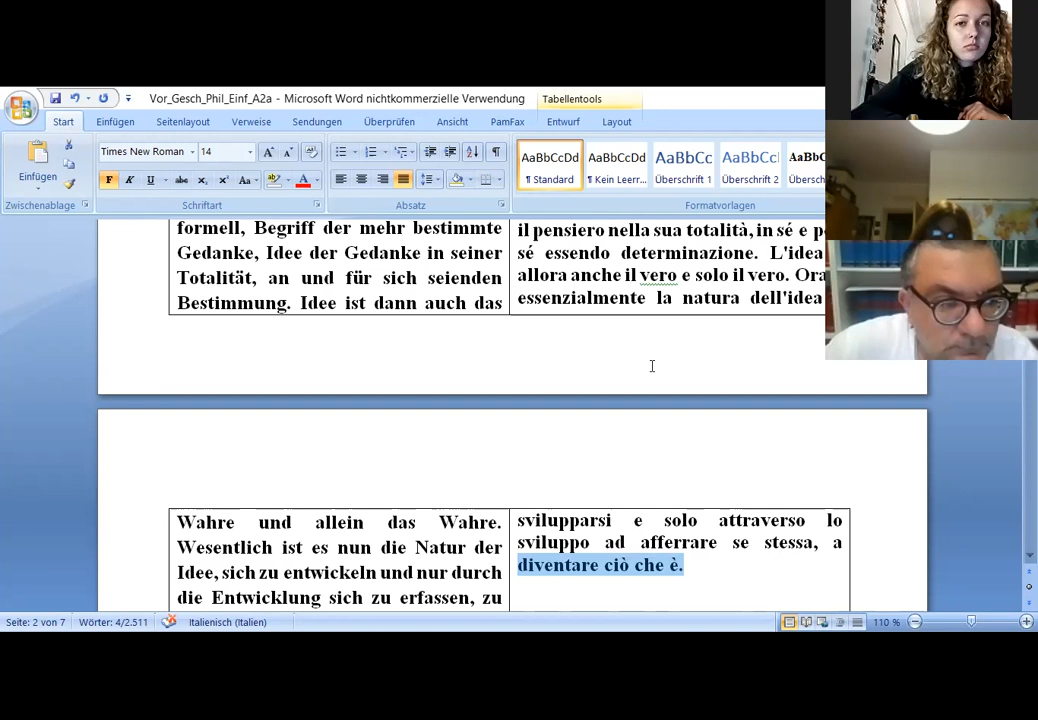 Vor_Gesch_Phil_Einf_A2a - Microsoft Word nichtkommerzielle Verwendung
Tabellentools
Start Einfügen Seitenlayout Verweise Sendungen Überprüfen Ansicht PamFax Entwurf Layout
Einfügen
Times New Roman 14
F K U abc x₂ x² Aa
AaBbCcDd AaBbCcDd AaBbCc AaBbCc AaBbC
¶ Standard ¶ Kein Leerr... Überschrift 1 Überschrift 2
Zwischenablage Schriftart Absatz Formatvorlagen
formell, Begriff der mehr bestimmte
Gedanke, Idee der Gedanke in seiner
Totalität, an und für sich seienden
Bestimmung. Idee ist dann auch das
il pensiero nella sua totalità, in sé e p
sé essendo determinazione. L'idea
allora anche il vero e solo il vero. Ora
essenzialmente la natura dell'idea
Wahre und allein das Wahre.
Wesentlich ist es nun die Natur der
Idee, sich zu entwickeln und nur durch
die Entwicklung sich zu erfassen, zu
svilupparsi e solo attraverso lo
sviluppo ad afferrare se stessa, a
diventare ciò che è.
Seite: 2 von 7 Wörter: 4/2.511 Italienisch (Italien) 110 %